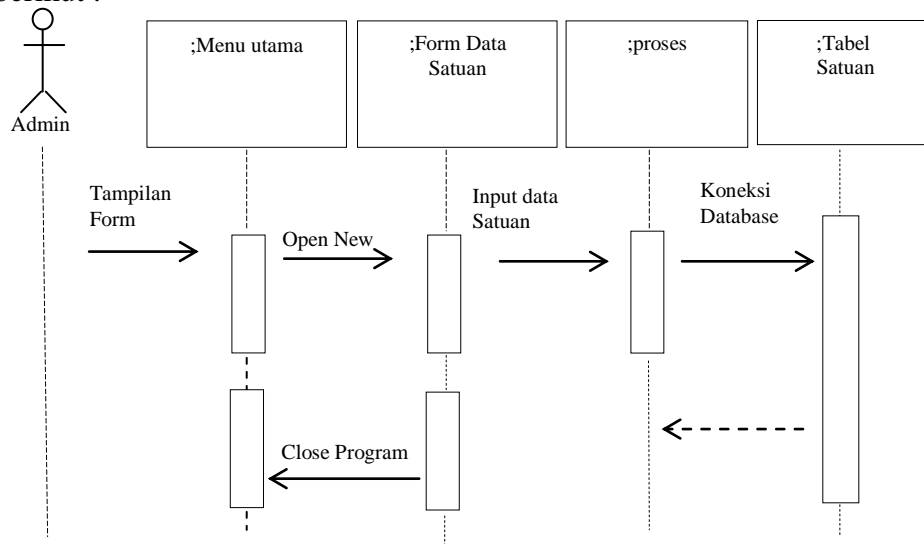 berikut :
;Menu utama
;Form Data
Satuan
;proses
;Tabel
Satuan
Admin
Tampilan
Form
Open New
Input data
Satuan
Koneksi
Database
Close Program